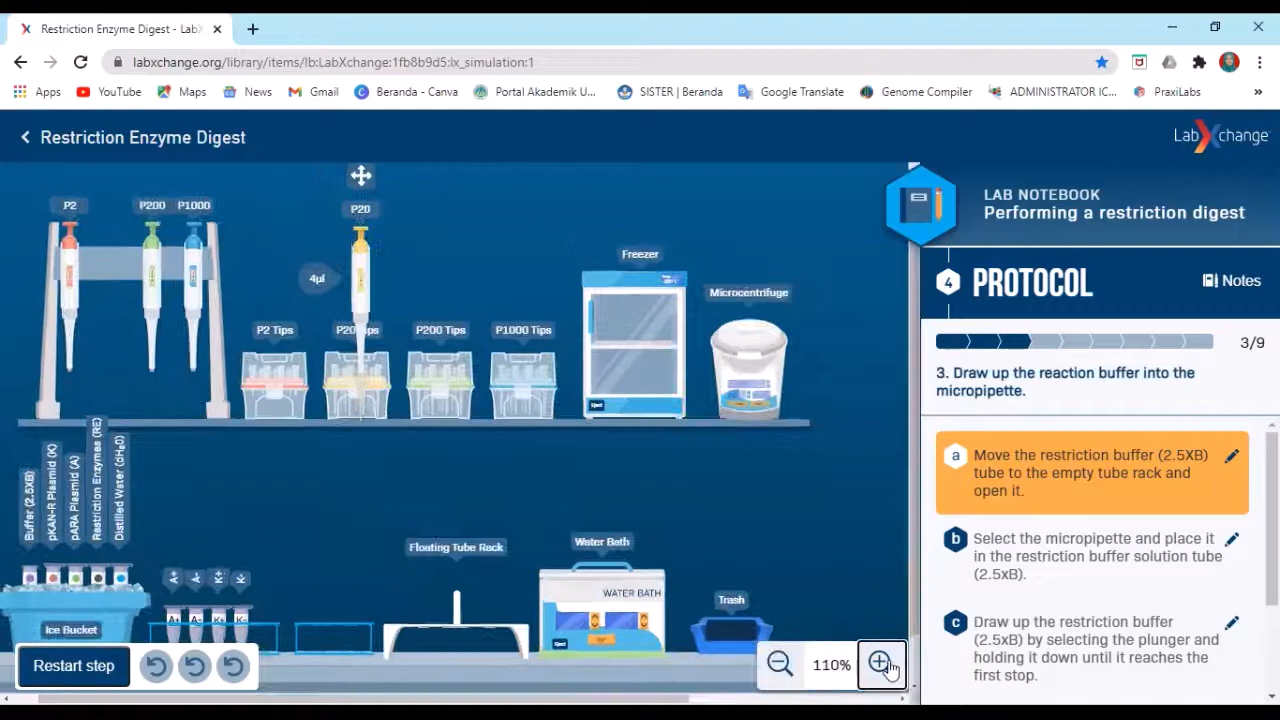 Restriction Enzyme Digest - LabX
labxchange.org/library/items/lb:LabXchange:1fb8b9d5:lx_simulation:1
Apps YouTube Maps News Gmail Beranda - Canva Portal Akademik U... SISTER | Beranda Google Translate Genome Compiler ADMINISTRATOR IC... PraxiLabs »
Restriction Enzyme Digest
LabXchange
P2 P200 P1000
P20
4µl
P2 Tips
P200 Tips
P1000 Tips
Freezer
Microcentrifuge
Buffer (2.5XB)
pKAN-R Plasmid (K)
pARA Plasmid (A)
Restriction Enzymes (RE)
Distilled Water (dH₂O)
A+ A- K+ K-
A+ A- K+ K-
Ice Bucket
Floating Tube Rack
Water Bath
WATER BATH
Trash
Restart step
110%
LAB NOTEBOOK
Performing a restriction digest
4 PROTOCOL
Notes
3/9
3. Draw up the reaction buffer into the
micropipette.
a Move the restriction buffer (2.5XB)
tube to the empty tube rack and
open it.
b Select the micropipette and place it
in the restriction buffer solution tube
(2.5xB).
c Draw up the restriction buffer
(2.5xB) by selecting the plunger and
holding it down until it reaches the
first stop.